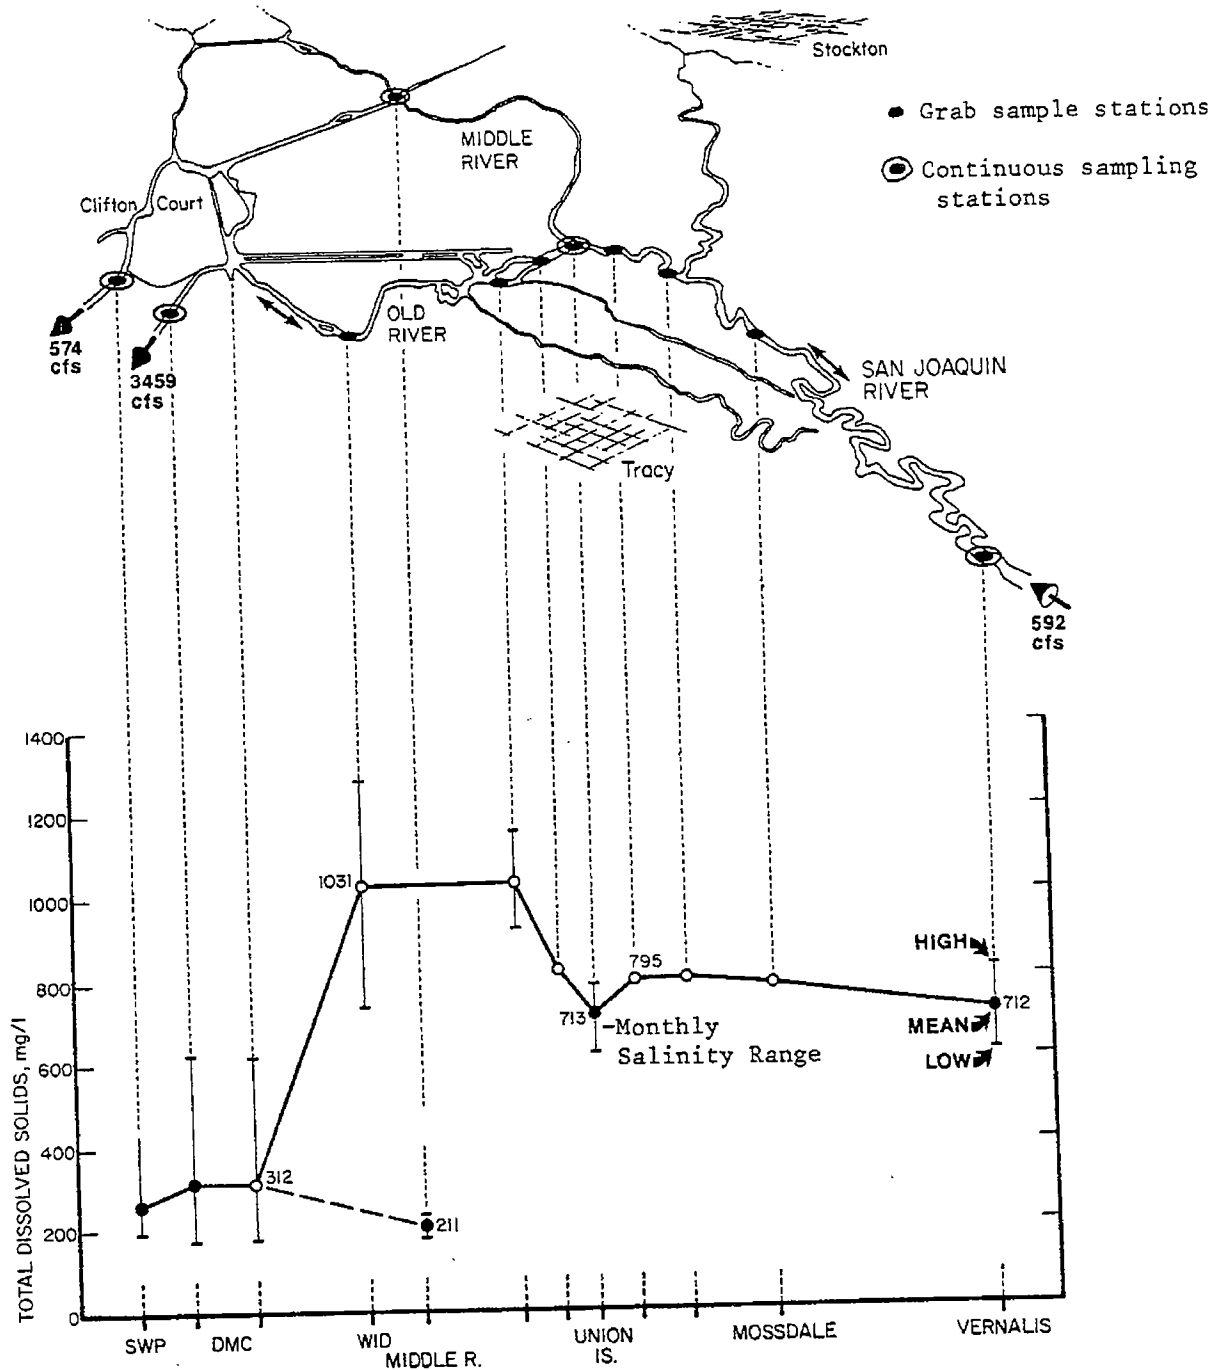 Stockton
Grab sample stations
Continuous sampling
stations
MIDDLE
RIVER
Clifton Court
OLD
RIVER
574
cfs
3459
cfs
SAN JOAQUIN
RIVER
Tracy
592
cfs
TOTAL DISSOLVED SOLIDS, mg/l
1400
1200
1000
800
600
400
200
0
1031
312
211
713
795
712
-Monthly
Salinity Range
HIGH
MEAN
LOW
SWP
DMC
WID
MIDDLE R.
UNION
IS.
MOSSDALE
VERNALIS